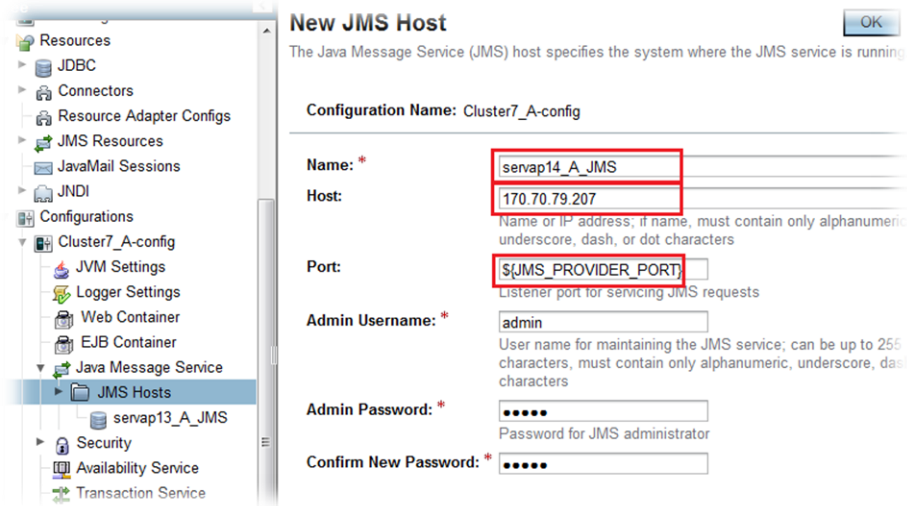 Resources
JDBC
Connectors
Resource Adapter Configs
JMS Resources
JavaMail Sessions
JNDI
Configurations
Cluster7_A-config
JVM Settings
Logger Settings
Web Container
EJB Container
Java Message Service
JMS Hosts
servap13_A_JMS
Security
Availability Service
Transaction Service
New JMS Host
OK
The Java Message Service (JMS) host specifies the system where the JMS service is running
Configuration Name: Cluster7_A-config
Name: * servap14_A_JMS
Host: 170.70.79.207
Name or IP address; if name, must contain only alphanumeric
underscore, dash, or dot characters
Port: ${JMS_PROVIDER_PORT}
Listener port for servicing JMS requests
Admin Username: * admin
User name for maintaining the JMS service; can be up to 255
characters, must contain only alphanumeric, underscore, das
characters
Admin Password: * •••••
Password for JMS administrator
Confirm New Password: * •••••